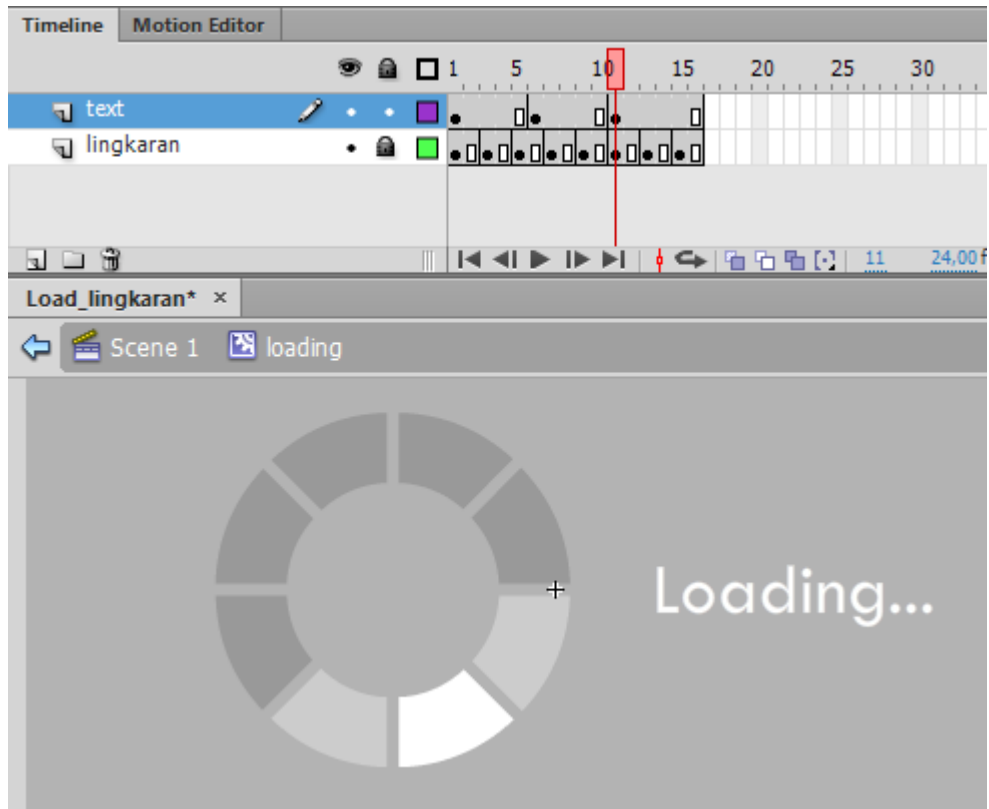 Timeline Motion Editor
1 5 10 15 20 25 30
text
lingkaran
11 24,00 f
Load_lingkaran* ×
Scene 1 loading
Loading...